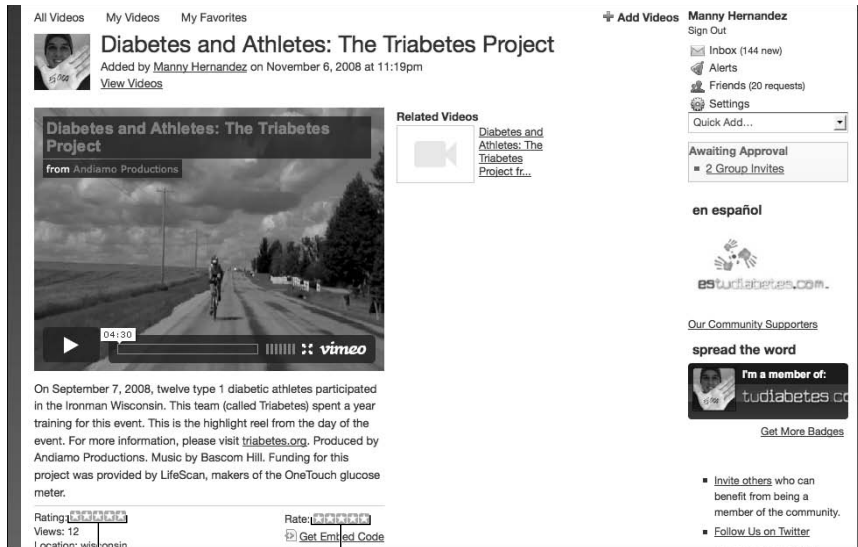 All Videos My Videos My Favorites
+ Add Videos
Diabetes and Athletes: The Triabetes Project
Added by Manny Hernandez on November 6, 2008 at 11:19pm
View Videos
Diabetes and Athletes: The Triabetes
Project
from Andiamo Productions
04:30
vimeo
On September 7, 2008, twelve type 1 diabetic athletes participated
in the Ironman Wisconsin. This team (called Triabetes) spent a year
training for this event. This is the highlight reel from the day of the
event. For more information, please visit triabetes.org. Produced by
Andiamo Productions. Music by Bascom Hill. Funding for this
project was provided by LifeScan, makers of the OneTouch glucose
meter.
Rating:
Views: 12
Location: wisconsin
Rate:
Get Embed Code
Related Videos
Diabetes and
Athletes: The
Triabetes
Project fr...
Manny Hernandez
Sign Out
Inbox (144 new)
Alerts
Friends (20 requests)
Settings
Quick Add...
Awaiting Approval
2 Group Invites
en español
estudiabetes.com.
Our Community Supporters
spread the word
I'm a member of:
tudiabetes.co
Get More Badges
Invite others who can
benefit from being a
member of the community.
Follow Us on Twitter